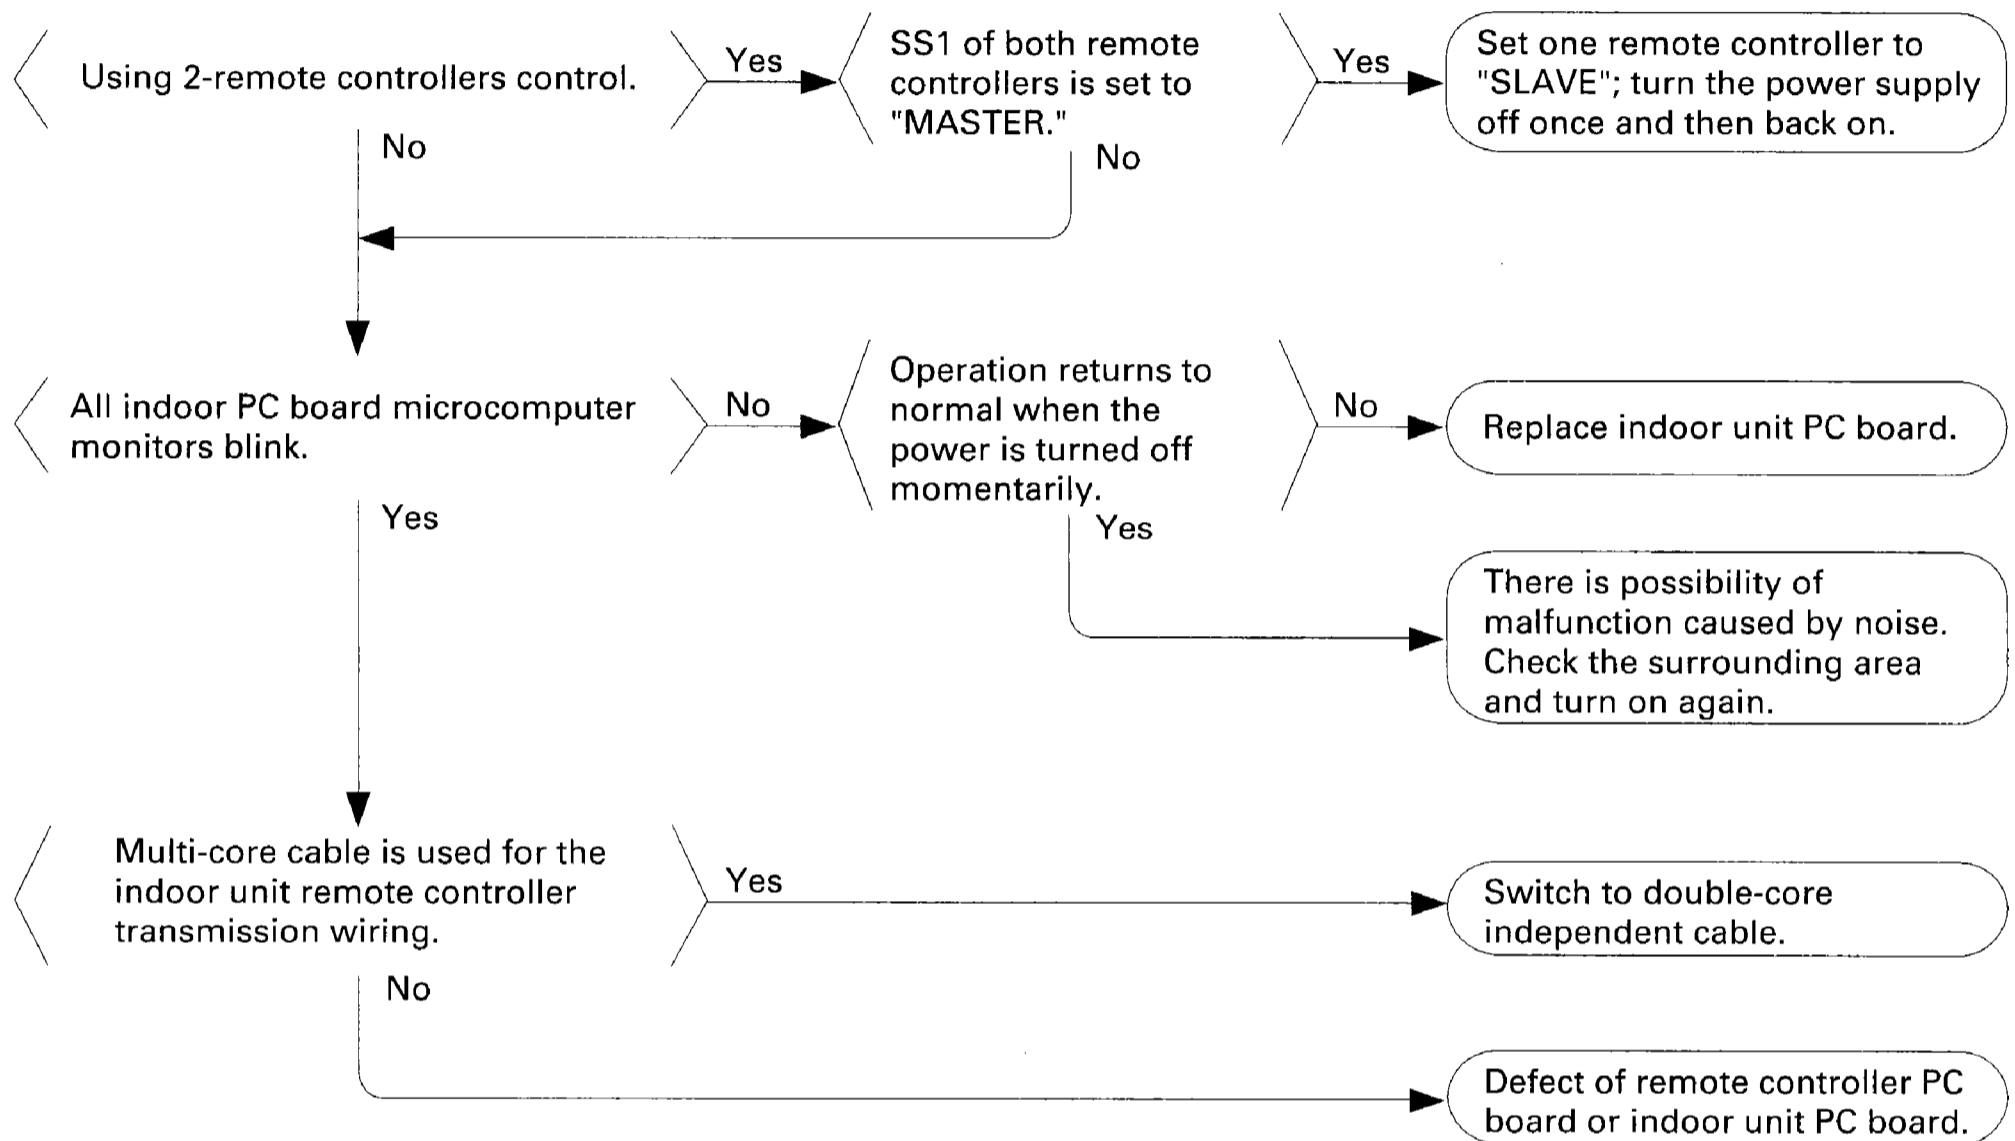 Using 2-remote controllers control.
Yes
SS1 of both remote
controllers is set to
"MASTER."
Yes
Set one remote controller to
"SLAVE"; turn the power supply
off once and then back on.
No
No
All indoor PC board microcomputer
monitors blink.
No
Operation returns to
normal when the
power is turned off
momentarily.
No
Replace indoor unit PC board.
Yes
Yes
There is possibility of
malfunction caused by noise.
Check the surrounding area
and turn on again.
Multi-core cable is used for the
indoor unit remote controller
transmission wiring.
Yes
Switch to double-core
independent cable.
No
Defect of remote controller PC
board or indoor unit PC board.